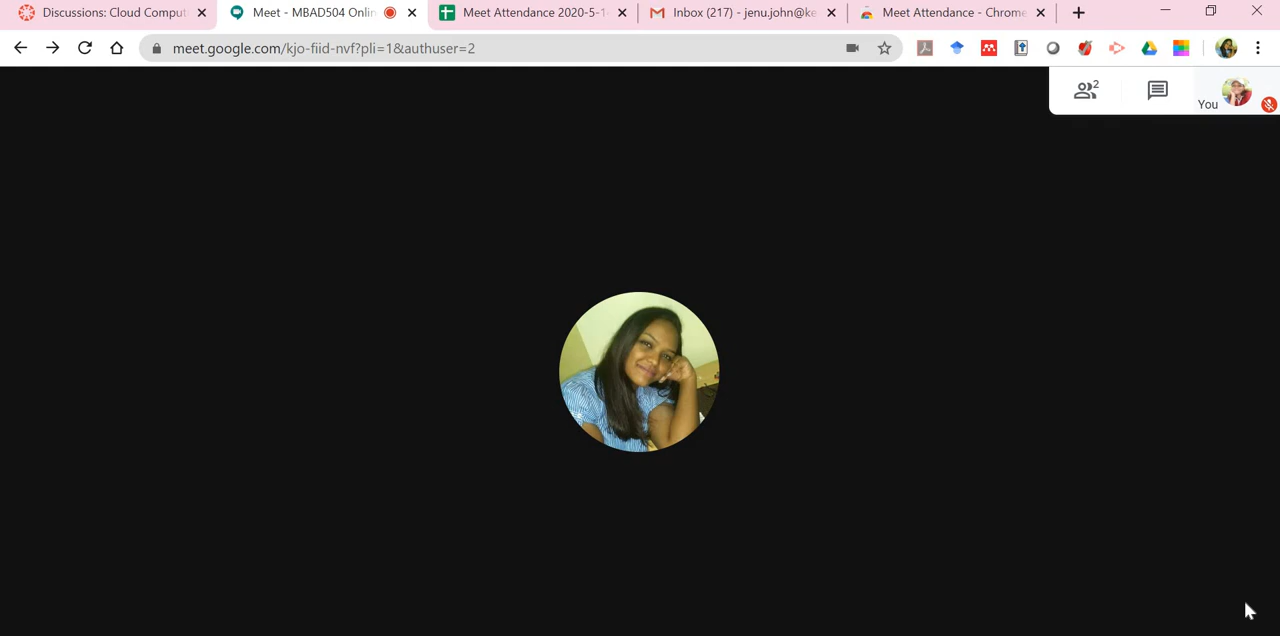 Discussions: Cloud Comput
Meet - MBAD504 Onlin
Meet Attendance 2020-5-1-
Inbox (217) - jenu.john@ke
Meet Attendance - Chrome
meet.google.com/kjo-fiid-nvf?pli=1&authuser=2
2
You